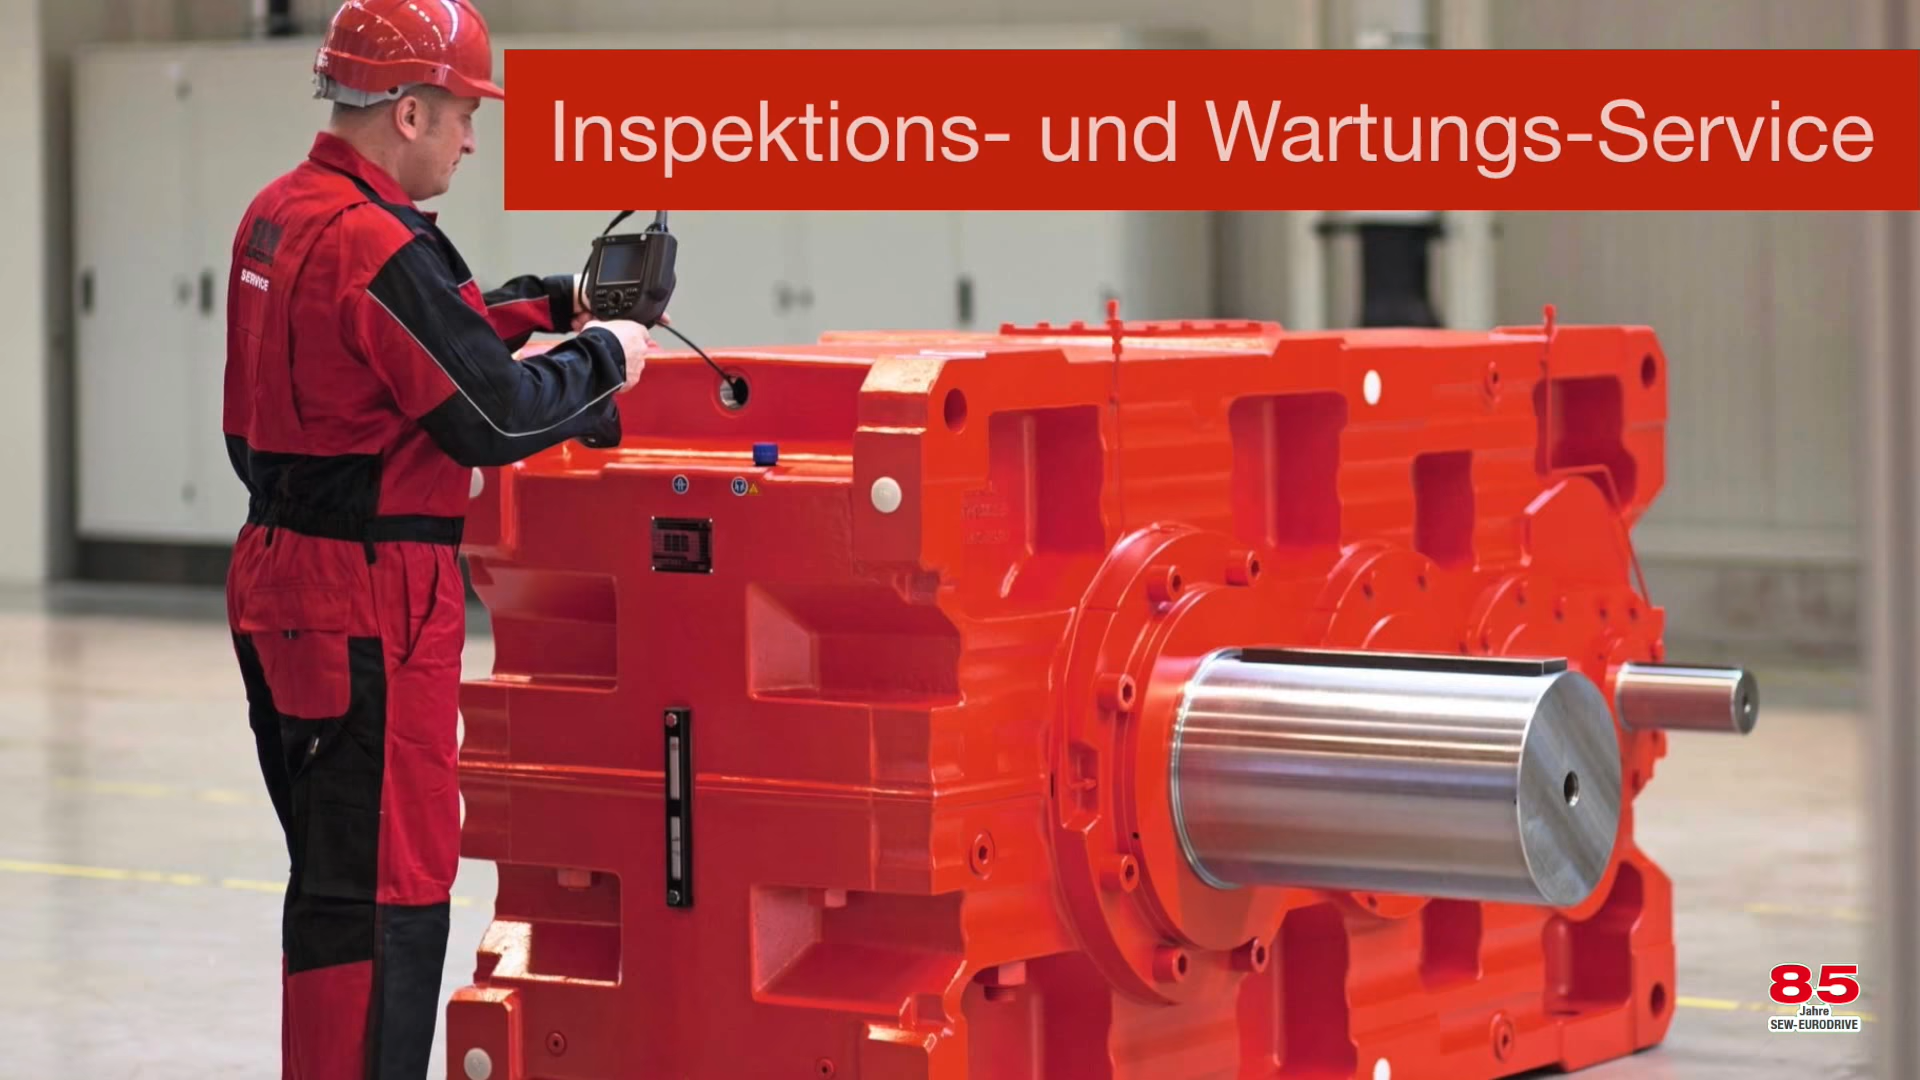 Inspektions- und Wartungs-Service
SERVICE
85
Jahre
SEW-EURODRIVE